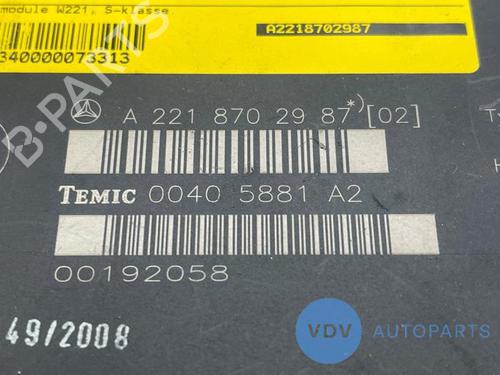 module W221, S-klasse
340000073313
A2218702987
A 221 870 29 87*)[02]
TEMIC 0040 5881 A2
00192058
49/2008
B-PARTS
VDV AUTOPARTS